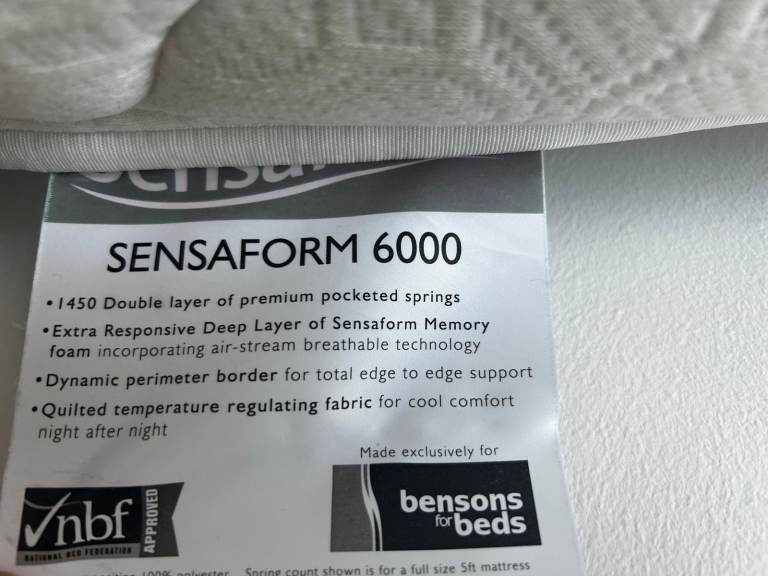 SENSAFORM 6000
•1450 Double layer of premium pocketed springs
•Extra Responsive Deep Layer of Sensaform Memory
foam incorporating air-stream breathable technology
•Dynamic perimeter border for total edge to edge support
•Quilted temperature regulating fabric for cool comfort
night after night
Made exclusively for
nbf
APPROVED
NATIONAL BED FEDERATION
bensons
for beds
100% polyester Spring count shown is for a full size 5ft mattress